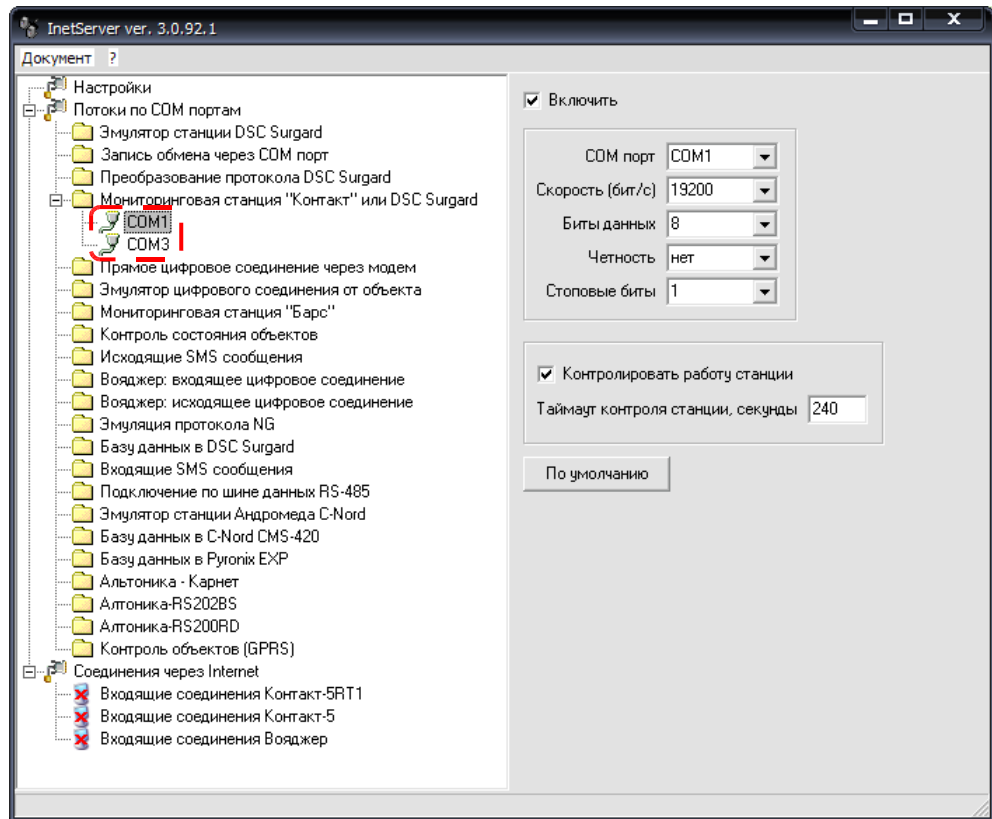 InetServer ver. 3.0.92.1
Документ ?
Настройки
Потоки по COM портам
Эмулятор станции DSC Surgard
Запись обмена через COM порт
Преобразование протокола DSC Surgard
Мониторинговая станция "Контакт" или DSC Surgard
COM1
COM3
Прямое цифровое соединение через модем
Эмулятор цифрового соединения от объекта
Мониторинговая станция "Барс"
Контроль состояния объектов
Исходящие SMS сообщения
Вояджер: входящее цифровое соединение
Вояджер: исходящее цифровое соединение
Эмуляция протокола NG
Базу данных в DSC Surgard
Входящие SMS сообщения
Подключение по шине данных RS-485
Эмулятор станции Андромеда C-Nord
Базу данных в C-Nord CMS-420
Базу данных в Pyronix EXP
Альтоника - Карнет
Алтоника-RS202BS
Алтоника-RS200RD
Контроль объектов (GPRS)
Соединения через Internet
Входящие соединения Контакт-5RT1
Входящие соединения Контакт-5
Входящие соединения Вояджер
Включить
COM порт COM1
Скорость (бит/с) 19200
Биты данных 8
Четность нет
Стоповые биты 1
Контролировать работу станции
Таймаут контроля станции, секунды 240
По умолчанию